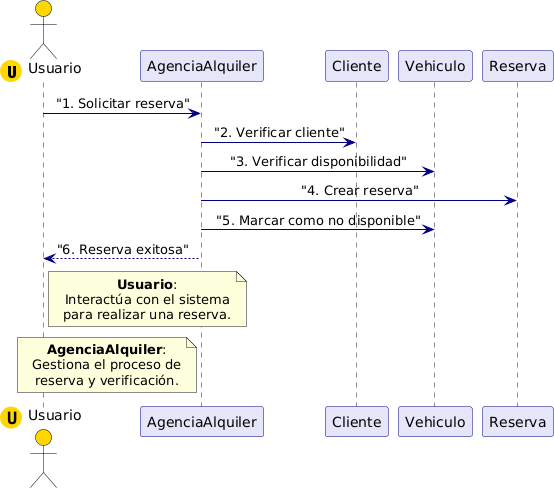 U Usuario
AgenciaAlquiler
Cliente
Vehiculo
Reserva
"1. Solicitar reserva"
"2. Verificar cliente"
"3. Verificar disponibilidad"
"4. Crear reserva"
"5. Marcar como no disponible"
"6. Reserva exitosa"
Usuario:
Interactúa con el sistema
para realizar una reserva.
AgenciaAlquiler:
Gestiona el proceso de
reserva y verificación.
U Usuario
AgenciaAlquiler
Cliente
Vehiculo
Reserva